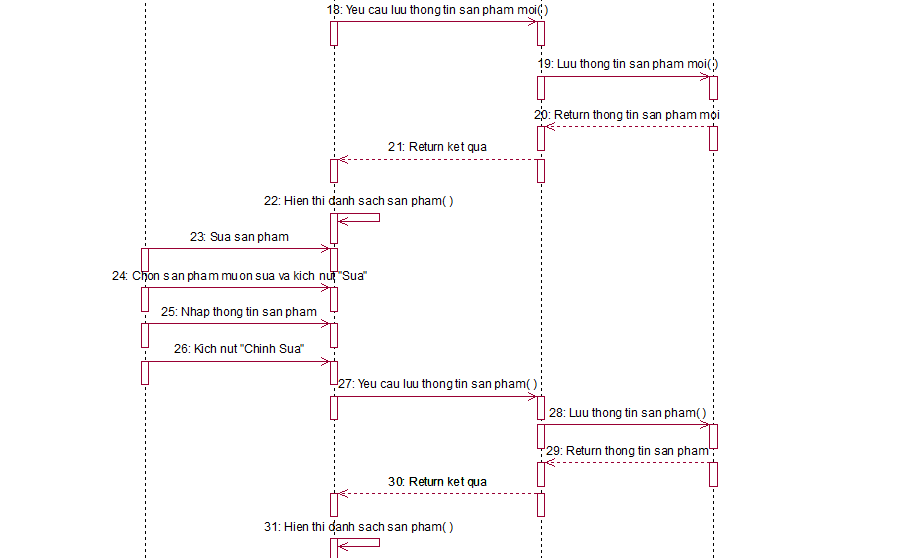 18: Yeu cau luu thong tin san pham moi( )
19: Luu thong tin san pham moi( )
20: Return thong tin san pham moi
21: Return ket qua
22: Hien thi danh sach san pham( )
23: Sua san pham
24: Chon san pham muon sua va kich nut "Sua"
25: Nhap thong tin san pham
26: Kich nut "Chinh Sua"
27: Yeu cau luu thong tin san pham( )
28: Luu thong tin san pham( )
29: Return thong tin san pham
30: Return ket qua
31: Hien thi danh sach san pham( )